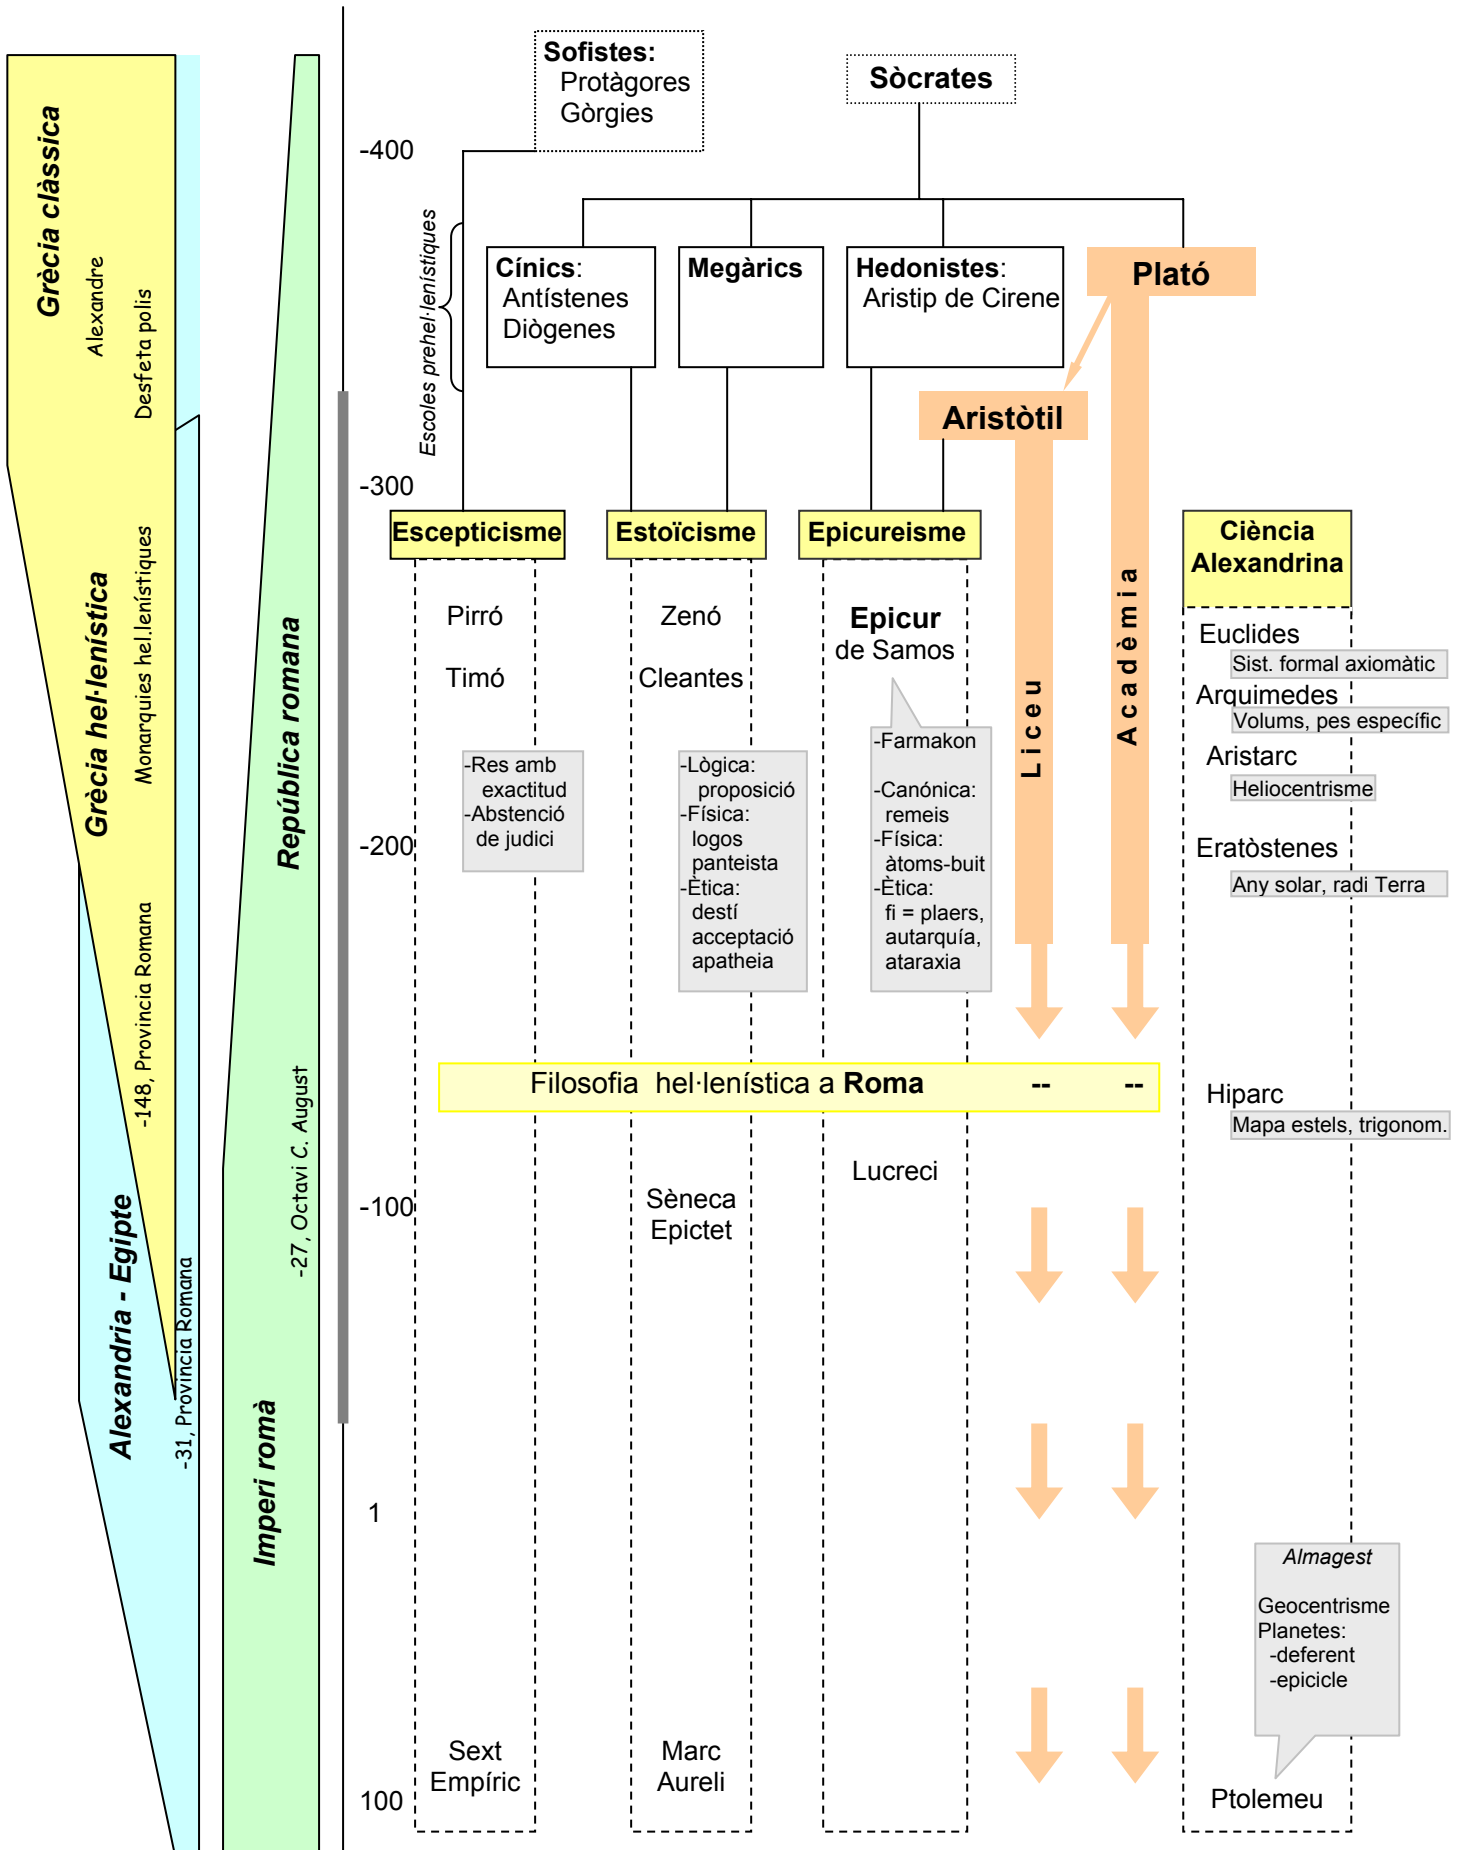 Sofistes:
Protàgores
Gòrgies
Sòcrates
Grècia clàssica
Alexandre
Desfeta polis
-400
Escoles prehel·lenístiques
Cínics:
Antístenes
Diògenes
Megàrics
Hedonistes:
Aristip de Cirene
Plató
Aristòtil
-300
Escepticisme
Estoïcisme
Epicureisme
Ciència
Alexandrina
Grècia hel·lenística
Monarquies hel.lenístiques
República romana
Pirró
Timó
Zenó
Cleantes
Epicur
de Samos
Liceu
Acadèmia
Euclides
Sist. formal axiomàtic
Arquimedes
Volums, pes específic
Aristarc
Heliocentrisme
Eratòstenes
Any solar, radi Terra
-Res amb
exactitud
-Abstenció
de judici
-Lògica:
proposició
-Física:
logos
panteista
-Ètica:
destí
acceptació
apatheia
-Farmakon
-Canónica:
remeis
-Física:
àtoms-buit
-Ètica:
fi = plaers,
autarquía,
ataraxia
-200
-148, Provincia Romana
-27, Octavi C. August
Filosofia hel·lenística a Roma -- --
Hiparc
Mapa estels, trigonom.
Lucreci
-100
Sèneca
Epictet
Alexandria - Egipte
-31, Provincia Romana
Imperi romà
1
Almagest
Geocentrisme
Planetes:
-deferent
-epicicle
Sext
Empíric
Marc
Aureli
100
Ptolemeu